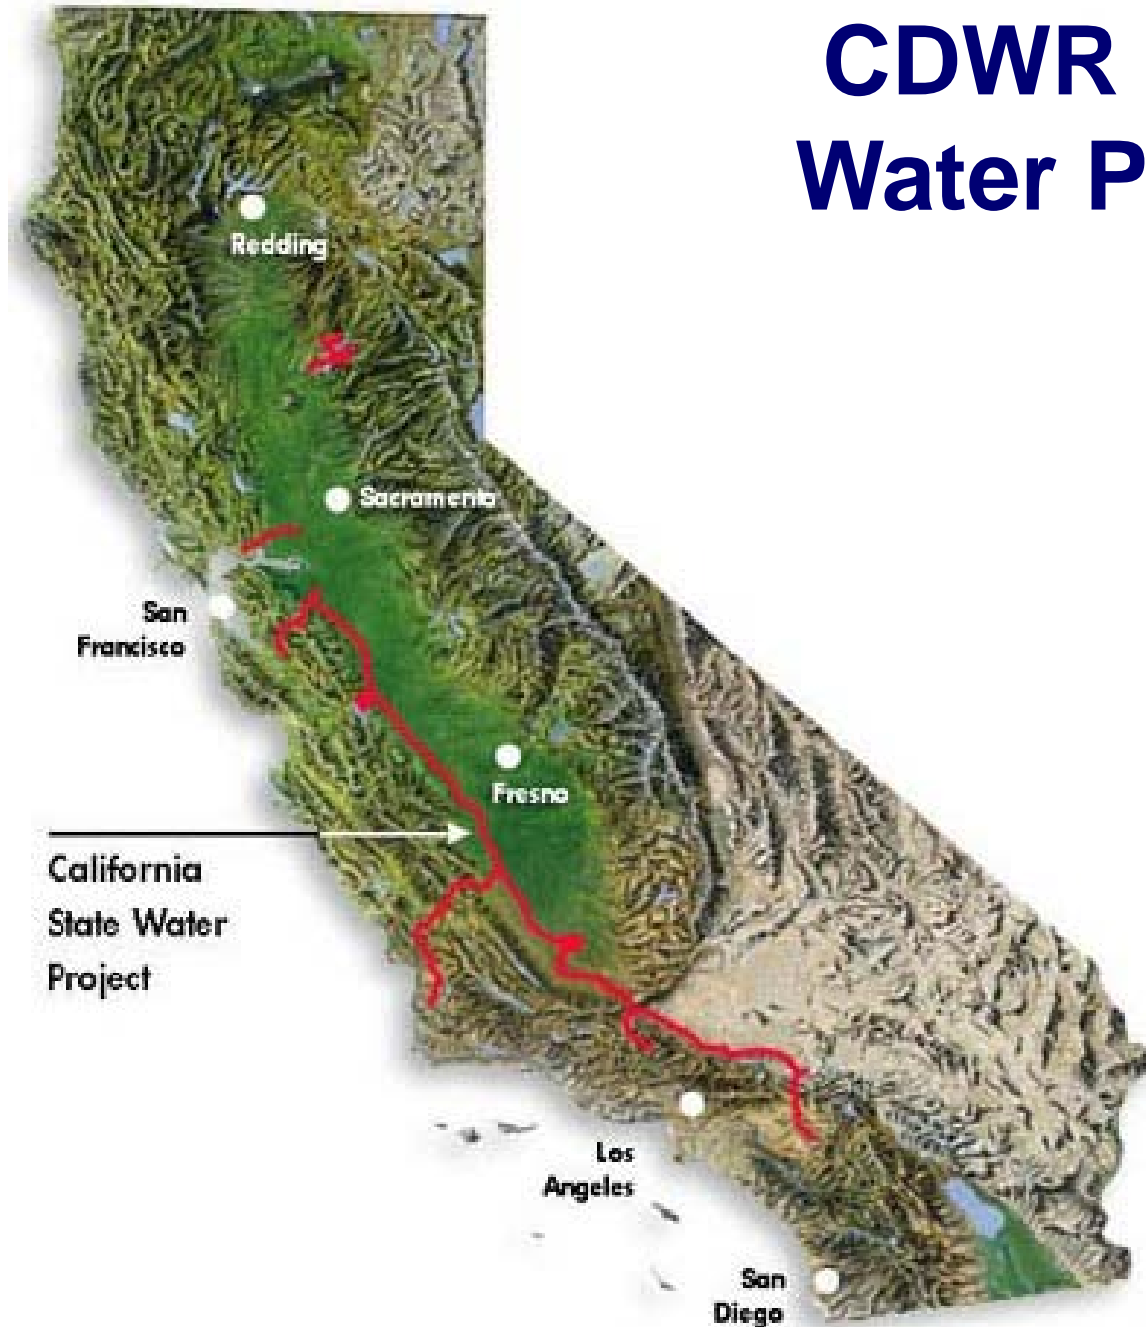 CDWR
Water P
Redding
Sacramento
San
Francisco
Fresno
California
State Water
Project
Los
Angeles
San
Diego